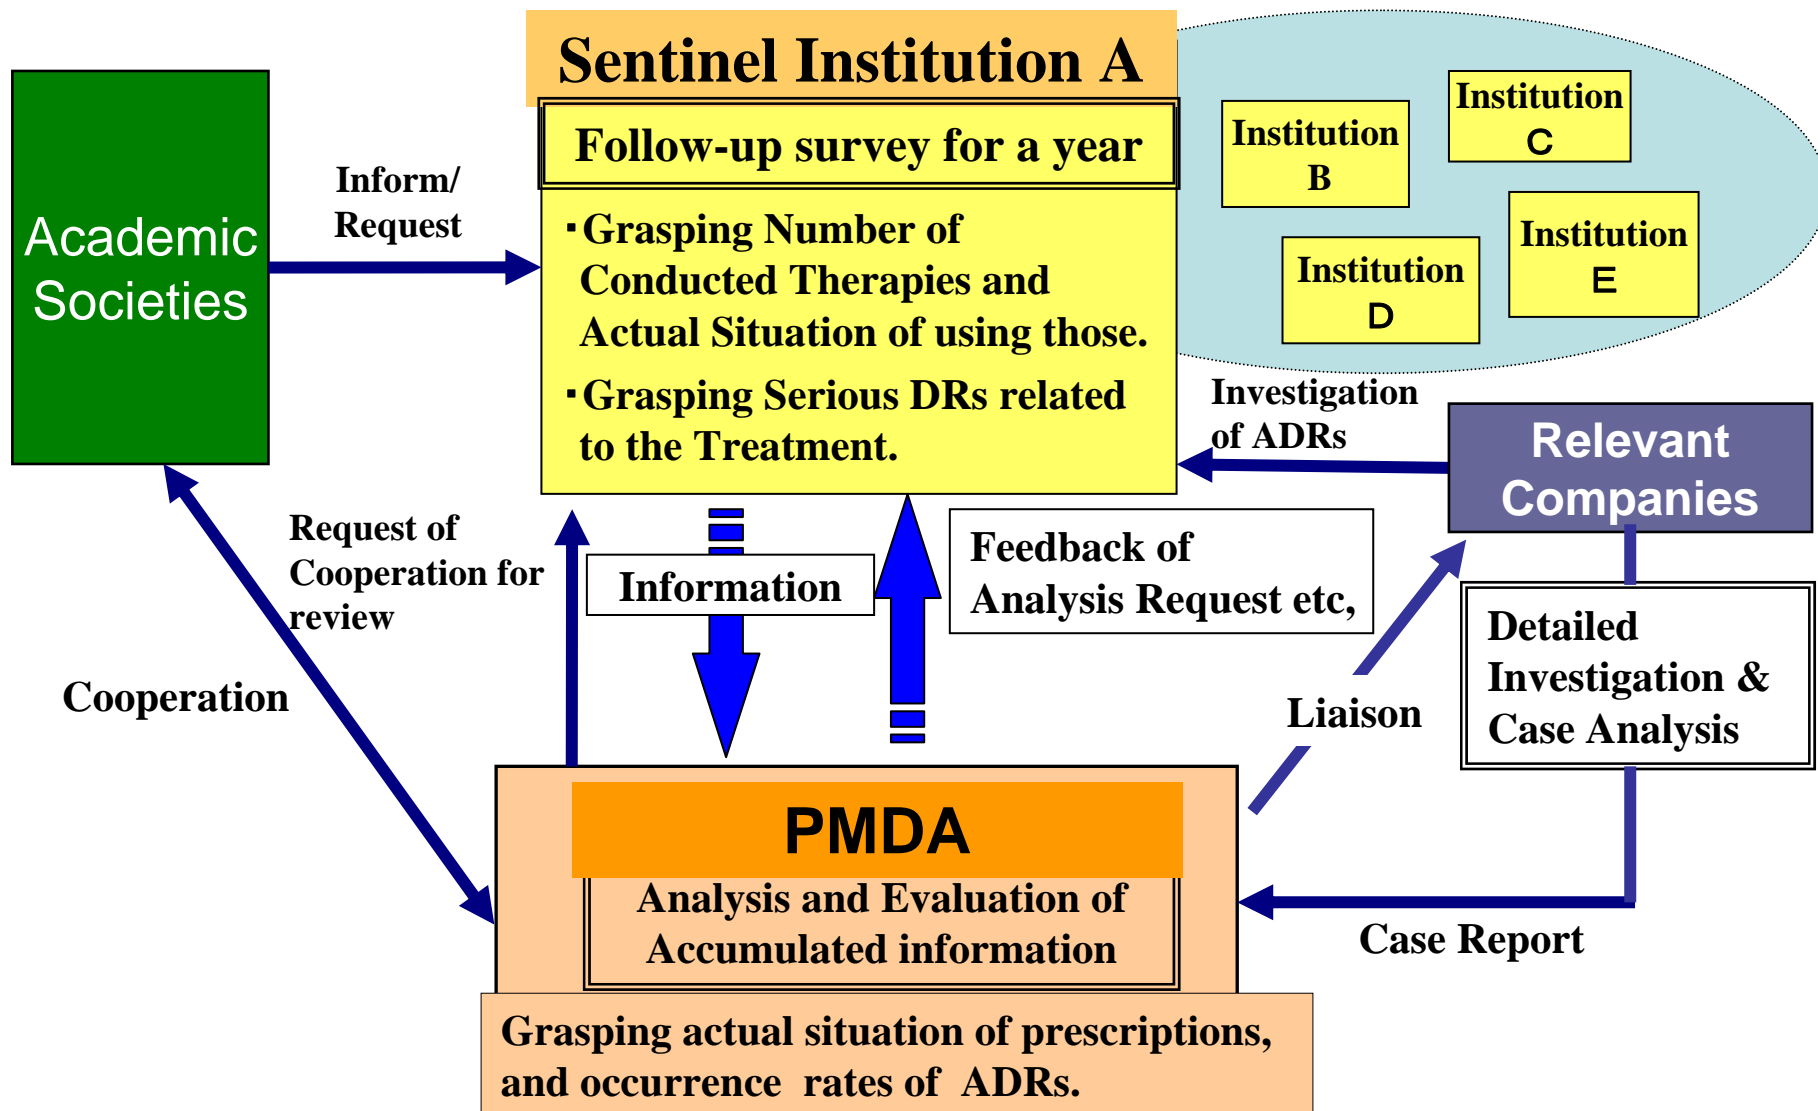 Sentinel Institution A
Follow-up survey for a year
▪Grasping Number of
Conducted Therapies and
Actual Situation of using those.
▪Grasping Serious DRs related
to the Treatment.
Institution
B
Institution
C
Institution
D
Institution
E
Academic
Societies
Inform/
Request
Investigation
of ADRs
Relevant
Companies
Request of
Cooperation for
review
Information
Feedback of
Analysis Request etc,
Cooperation
Liaison
Detailed
Investigation &
Case Analysis
PMDA
Analysis and Evaluation of
Accumulated information
Case Report
Grasping actual situation of prescriptions,
and occurrence rates of ADRs.